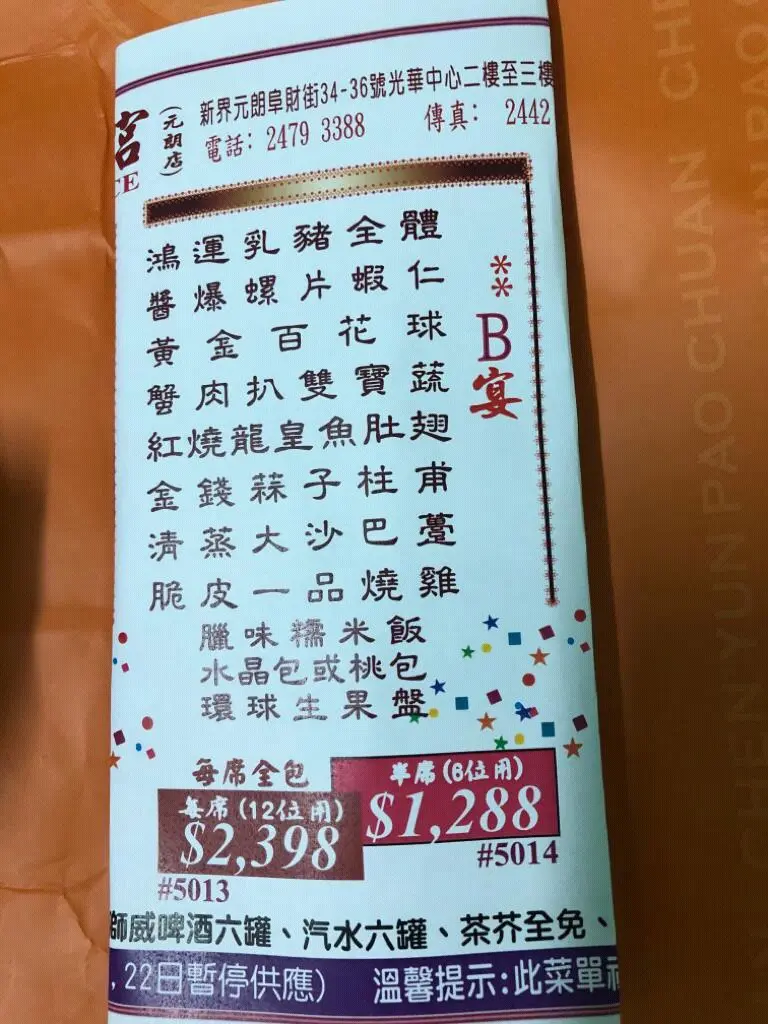 宮
CE
(元朗店)
新界元朗阜財街34-36號光華中心二樓至三樓
電話: 2479 3388 傳真: 2442
**B宴
鴻運乳豬全體
醬爆螺片蝦仁
黃金百花球
蟹肉扒雙寶蔬
紅燒龍皇魚肚翅
金錢蒜子柱甫
清蒸大沙巴躉
脆皮一品燒雞
臘味糯米飯
水晶包或桃包
環球生果盤
每席全包
每席(12位用)
$2,398
#5013
半席(6位用)
$1,288
#5014
師威啤酒六罐、汽水六罐、茶芥全免、
, 22日暫停供應) 溫馨提示:此菜單
CHEN YUN PAO CHUAN